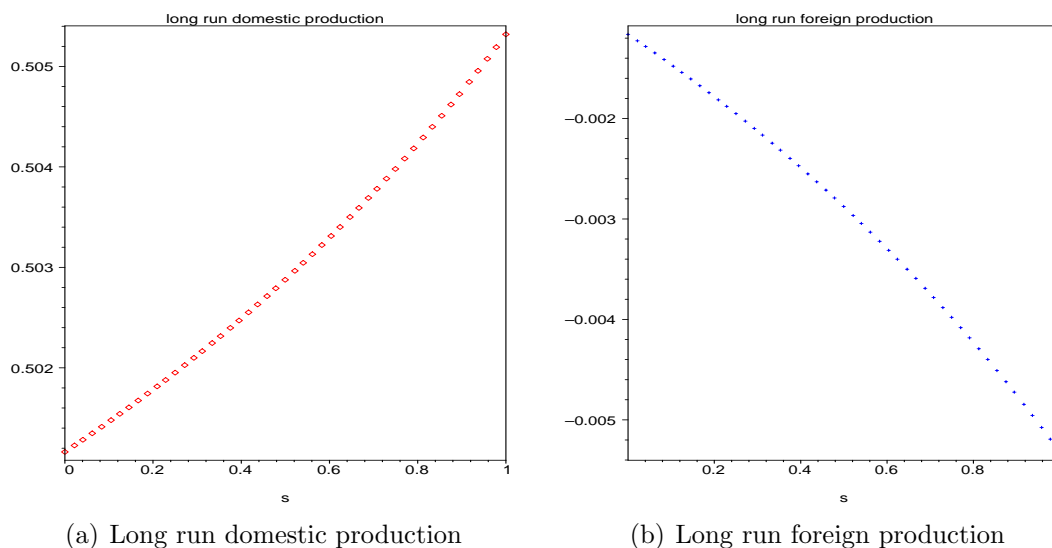 long run domestic production
0.505
0.504
0.503
0.502
0 0.2 0.4 0.6 0.8 1
s
(a) Long run domestic production
long run foreign production
−0.002
−0.003
−0.004
−0.005
0.2 0.4 0.6 0.8
s
(b) Long run foreign production